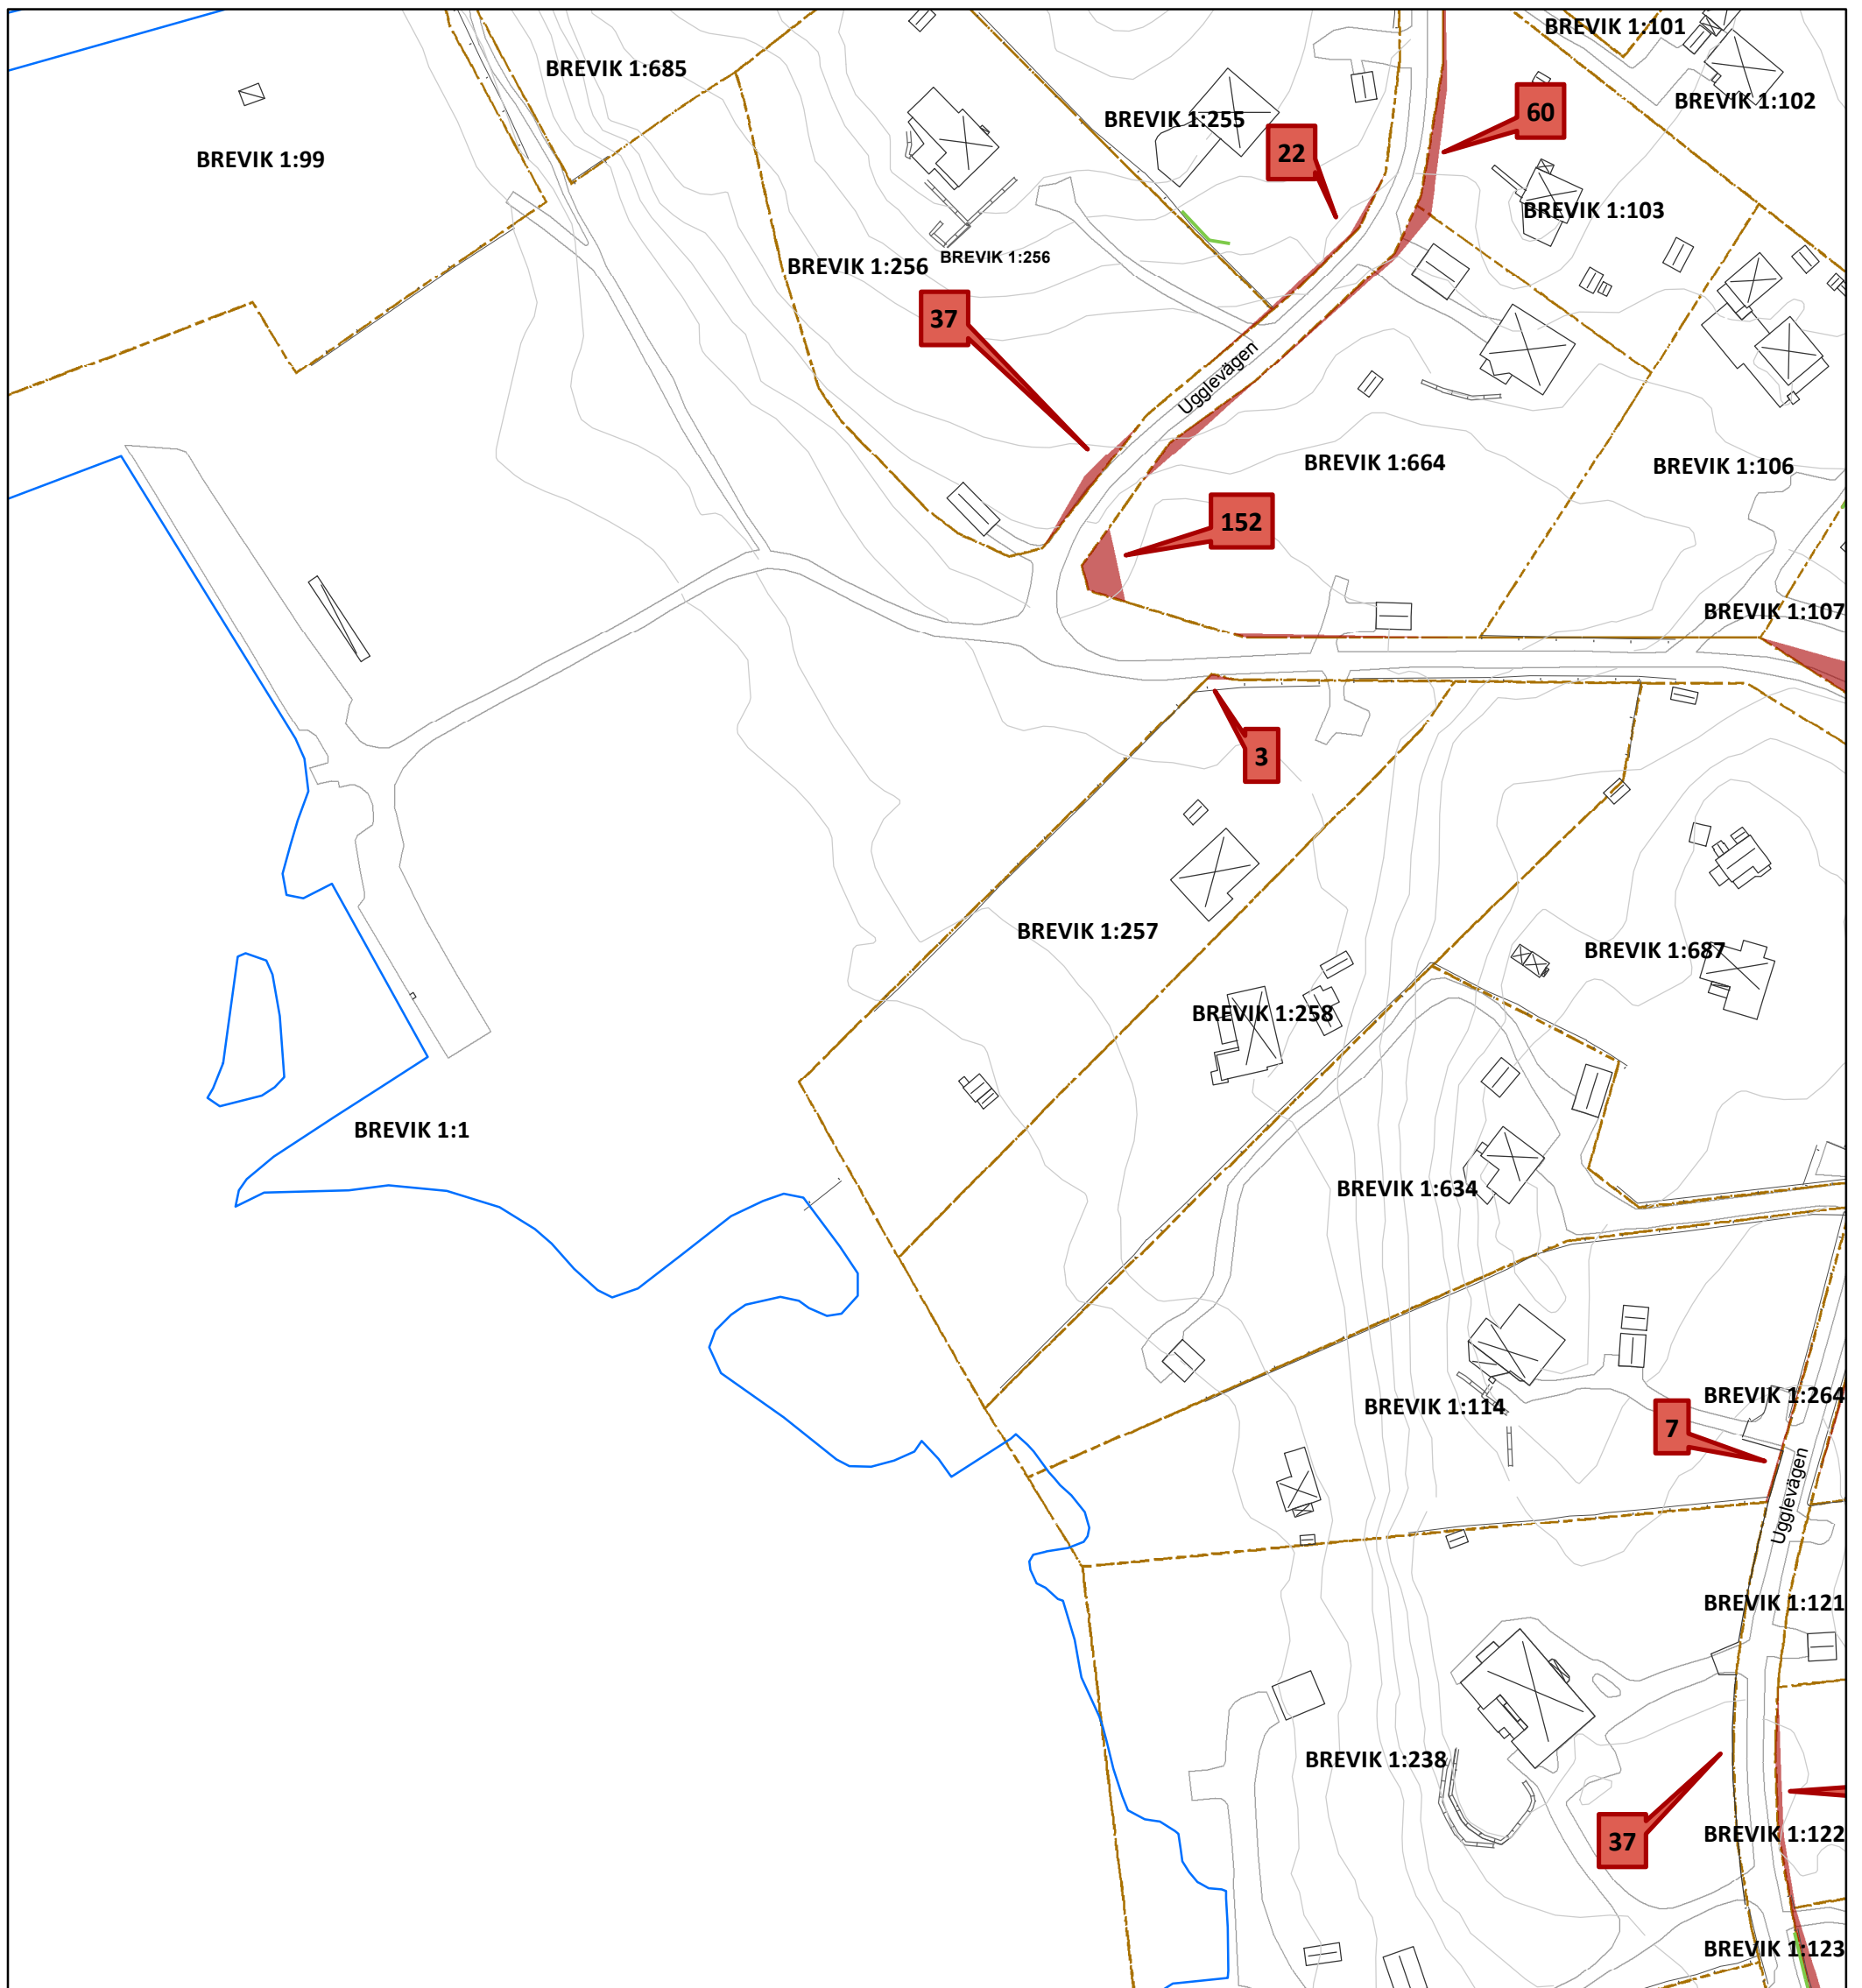 BREVIK 1:101
BREVIK 1:685
BREVIK 1:102
60
BREVIK 1:255
22
BREVIK 1:99
BREVIK 1:103
BREVIK 1:256
BREVIK 1:256
37
Ugglevägen
BREVIK 1:664
BREVIK 1:106
152
BREVIK 1:107
3
BREVIK 1:257
BREVIK 1:687
BREVIK 1:258
BREVIK 1:1
BREVIK 1:634
BREVIK 1:264
BREVIK 1:114
7
Ugglevägen
BREVIK 1:121
BREVIK 1:238
37
BREVIK 1:122
BREVIK 1:123